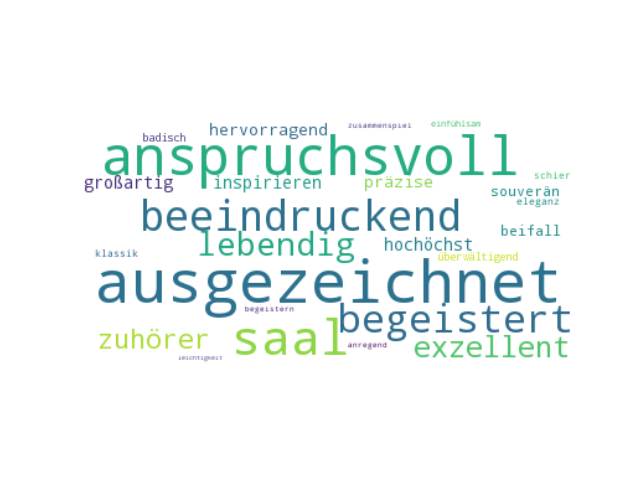 zusammenspiel einfühlsam
badisch hervorragend
anspruchsvoll
großartig inspirieren präzise schier
souverän
eleganz
beeindruckend
beifall
lebendig hochöchst
klassik überwältigend
ausgezeichnet
begeistern begeistert
zuhörer saal anregend exzellent
leichtigkeit